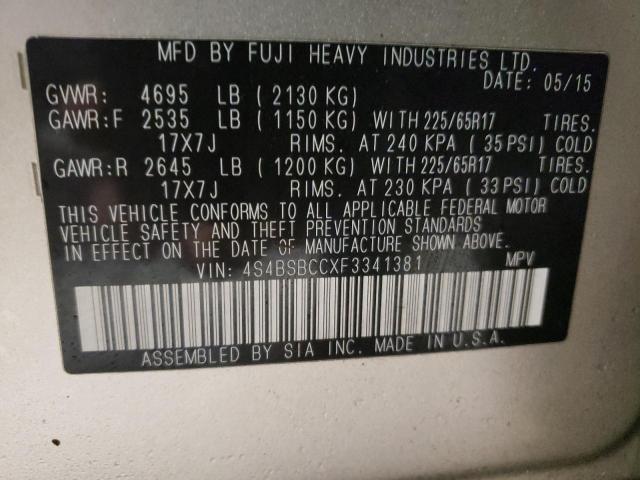 MFD BY FUJI HEAVY INDUSTRIES LTD.
DATE: 05/15
GVWR: 4695 LB ( 2130 KG)
GAWR:F 2535 LB ( 1150 KG) WITH 225/65R17 TIRES.
17X7J RIMS. AT 240 KPA ( 35 PSI) COLD
GAWR:R 2645 LB ( 1200 KG) WITH 225/65R17 TIRES.
17X7J RIMS. AT 230 KPA ( 33 PSI) COLD
THIS VEHICLE CONFORMS TO ALL APPLICABLE FEDERAL MOTOR
VEHICLE SAFETY AND THEFT PREVENTION STANDARDS
IN EFFECT ON THE DATE OF MANUFACTURE SHOWN ABOVE.
VIN: 4S4BSBCCXF3341381 MPV
ASSEMBLED BY SIA INC. MADE IN U.S.A.